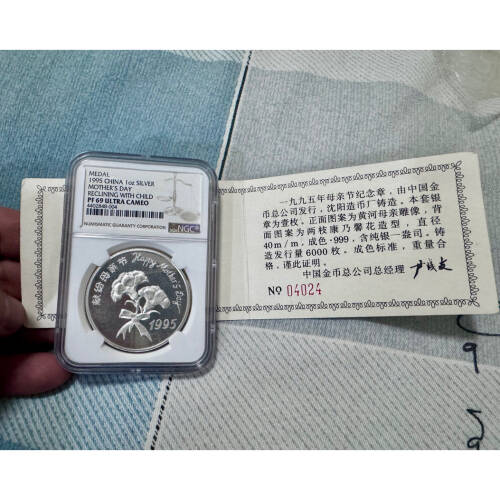 MEDAL
1995 CHINA 1oz SILVER
MOTHER'S DAY
RECLINING WITH CHILD
PF 69 ULTRA CAMEO
NUMISMATIC GUARANTY CORPORATION
NGC
献给母亲节 Happy Mother's Day
1995
一九九五年母亲节纪念章，由中国金
币总公司发行，沈阳造币厂铸造。本套银
章为壹枚。正面图案为黄河母亲雕像，背
面图案为两枝康乃馨花造型，直径
40m/m，成色·999，含纯银一盎司。铸
造发行量6000枚。成色标准，重量合
格。谨此证明。
中国金币总公司总经理
№ 04024